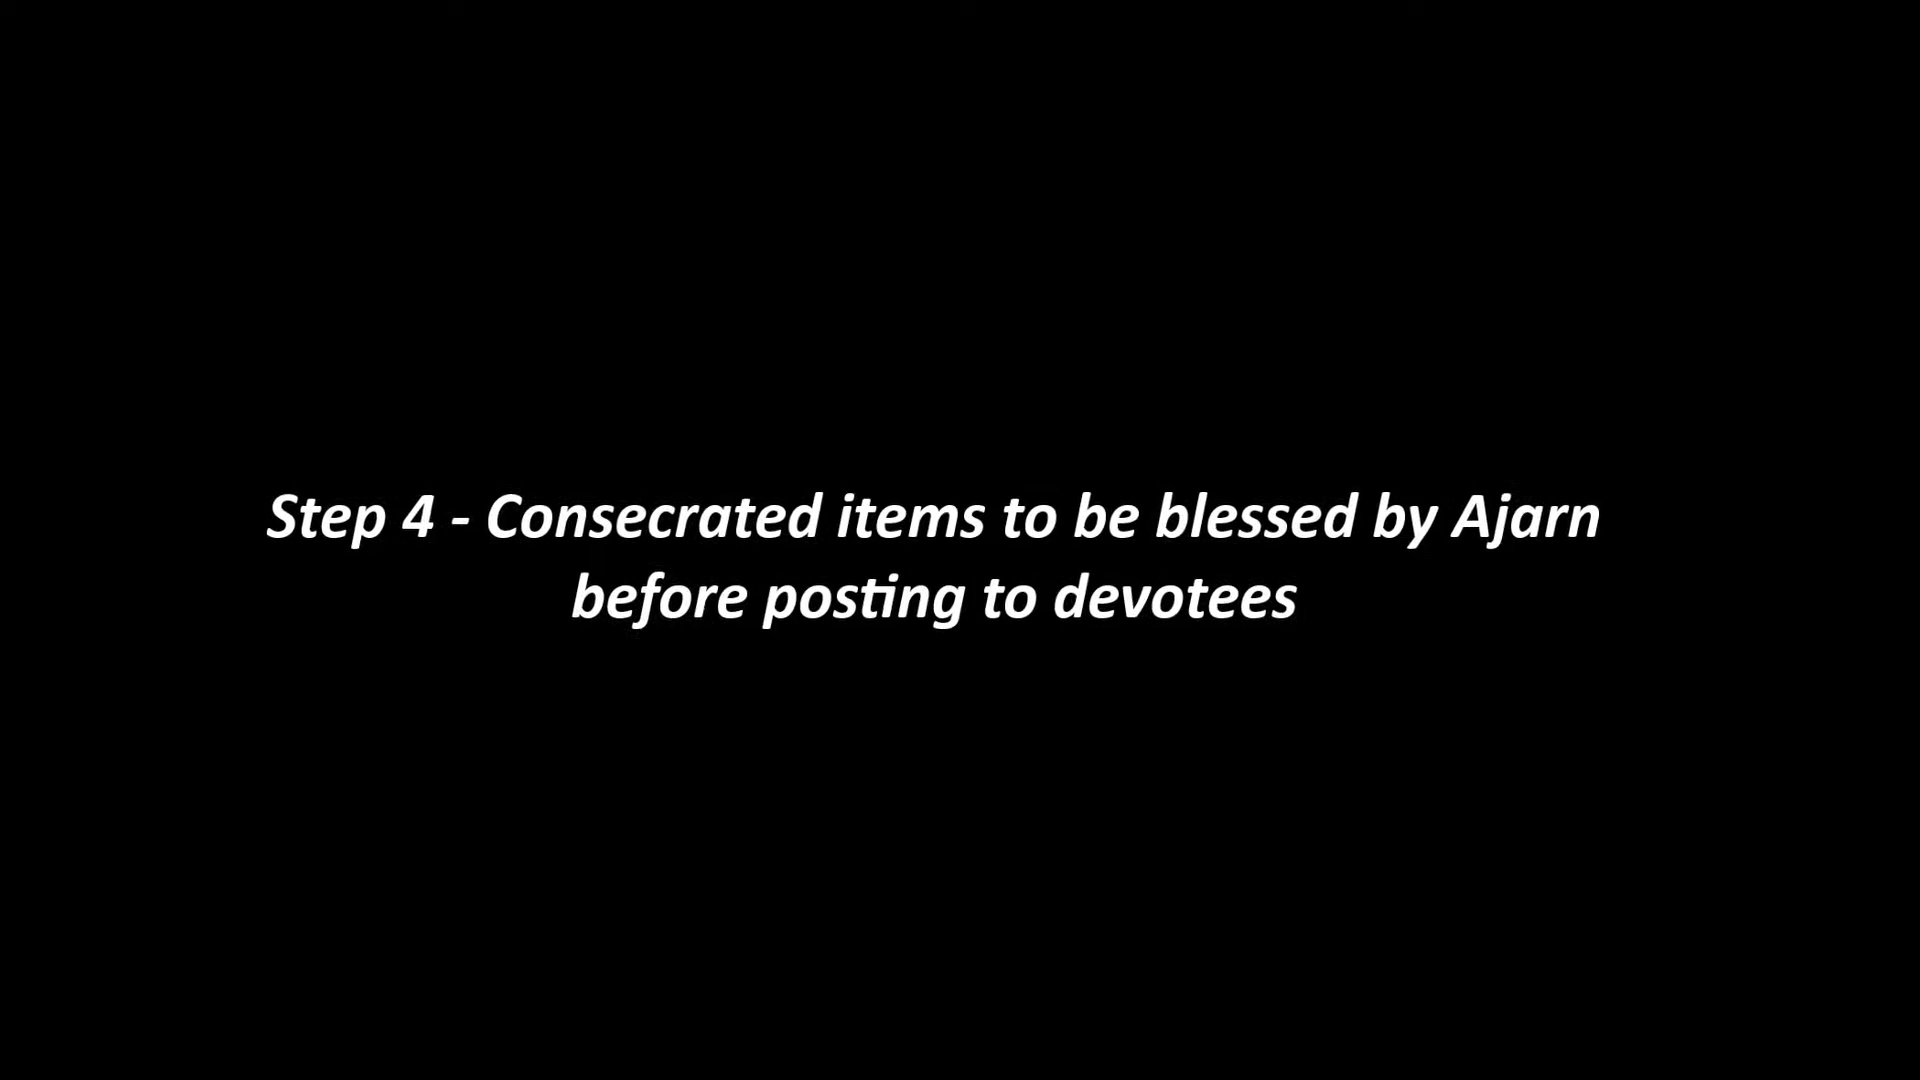 Step 4 - Consecrated items to be blessed by Ajarn
before posting to devotees